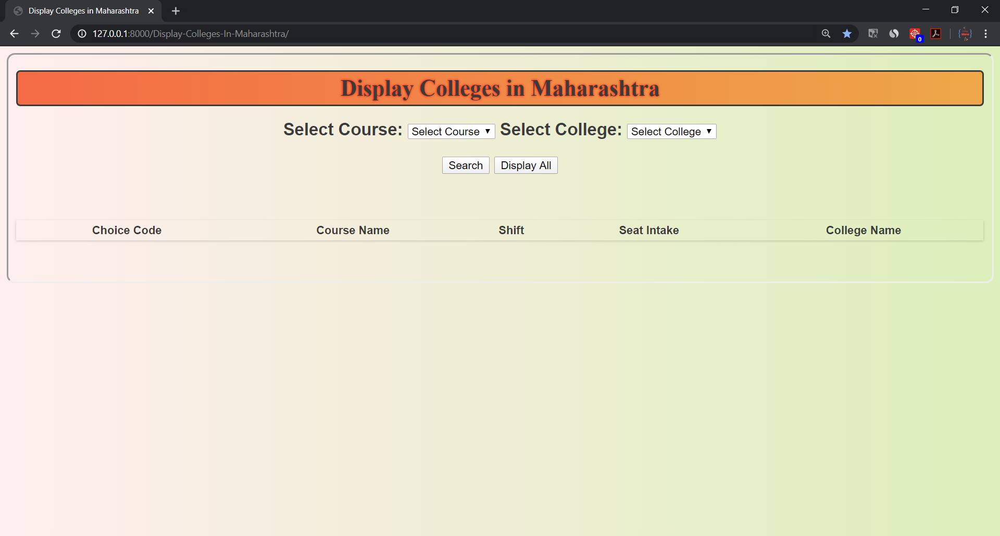 Display Colleges in Maharashtra
127.0.0.1:8000/Display-Colleges-In-Maharashtra/
0
Display Colleges in Maharashtra
Select Course: Select Course Select College: Select College
Search Display All
Choice Code Course Name Shift Seat Intake College Name